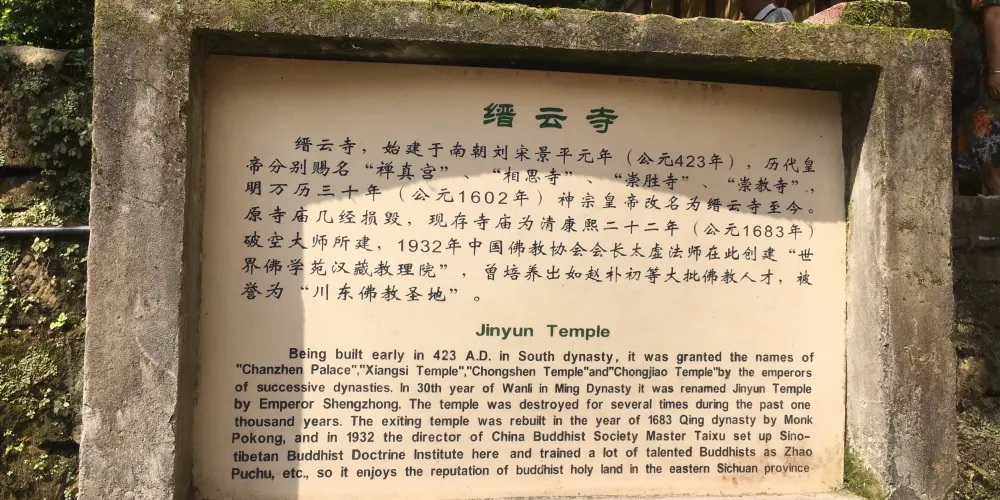 缙云寺
缙云寺，始建于南朝刘宋景平元年（公元423年），历代皇
帝分别赐名“禅真宫”、“相思寺”、“崇胜寺”、“崇教寺”，
明万历三十年（公元1602年）神宗皇帝改名为缙云寺至今。
原寺庙几经损毁，现存寺庙为清康熙二十二年（公元1683年）
破空大师所建，1932年中国佛教协会会长太虚法师在此创建“世
界佛学苑汉藏教理院”，曾培养出如赵朴初等大批佛教人才，被
誉为“川东佛教圣地”。
Jinyun Temple
Being built early in 423 A.D. in South dynasty, it was granted the names of
"Chanzhen Palace","Xiangsi Temple","Chongshen Temple"and"Chongjiao Temple"by the emperors
of successive dynasties. In 30th year of Wanli in Ming Dynasty it was renamed Jinyun Temple
by Emperor Shengzhong. The temple was destroyed for several times during the past one
thousand years. The exiting temple was rebuilt in the year of 1683 Qing dynasty by Monk
Pokong, and in 1932 the director of China Buddhist Society Master Taixu set up Sino-
tibetan Buddhist Doctrine Institute here and trained a lot of talented Buddhists as Zhao
Puchu, etc., so it enjoys the reputation of buddhist holy land in the eastern Sichuan province